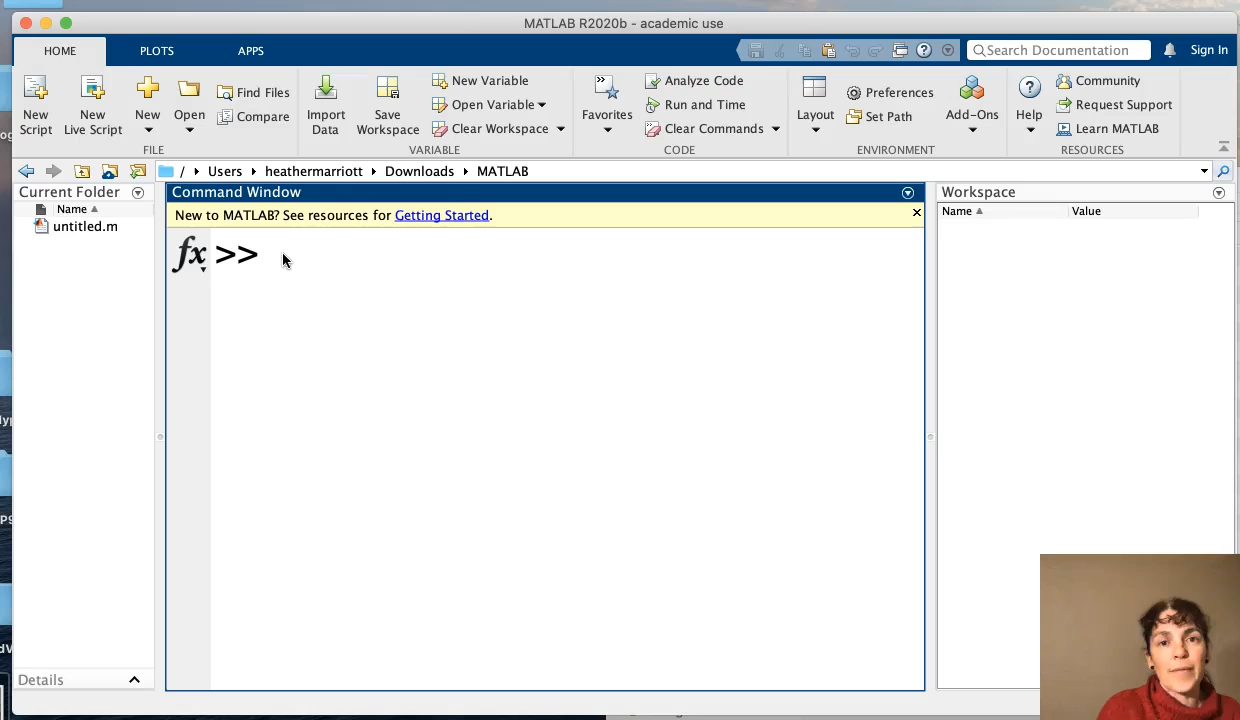 MATLAB R2020b - academic use
HOME PLOTS APPS
Search Documentation
Sign In
New Script
New Live Script
New
Open
Find Files
Compare
FILE
Import Data
Save Workspace
New Variable
Open Variable
Clear Workspace
VARIABLE
Favorites
Analyze Code
Run and Time
Clear Commands
CODE
Layout
Preferences
Set Path
Add-Ons
ENVIRONMENT
Help
Community
Request Support
Learn MATLAB
RESOURCES
/ Users heathermarriott Downloads MATLAB
Current Folder
Name
untitled.m
Details
Command Window
New to MATLAB? See resources for Getting Started.
fx >>
Workspace
Name Value